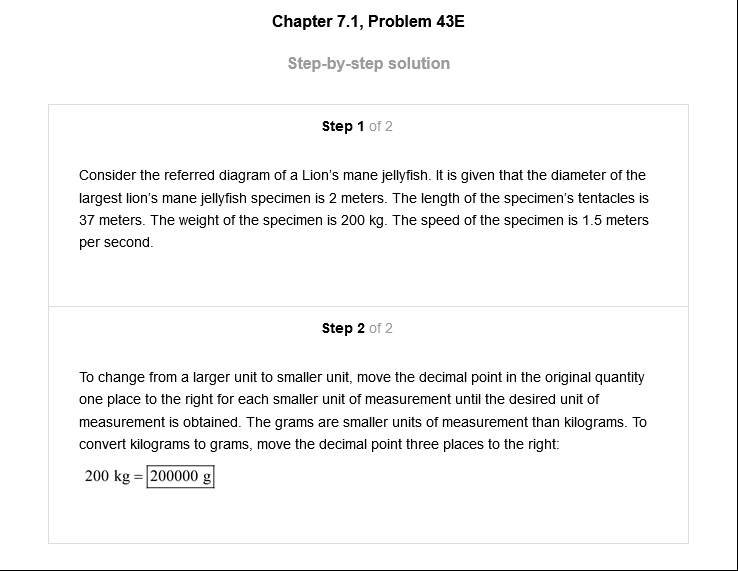 Chapter 7.1, Problem 43E
Step-by-step solution
Step 1 of 2
Consider the referred diagram of a Lion's mane jellyfish. It is given that the diameter of the
largest lion's mane jellyfish specimen is 2 meters. The length of the specimen's tentacles is
37 meters. The weight of the specimen is 200 kg. The speed of the specimen is 1.5 meters
per second.
Step 2 of 2
To change from a larger unit to smaller unit, move the decimal point in the original quantity
one place to the right for each smaller unit of measurement until the desired unit of
measurement is obtained. The grams are smaller units of measurement than kilograms. To
convert kilograms to grams, move the decimal point three places to the right:
200 kg = 200000 g